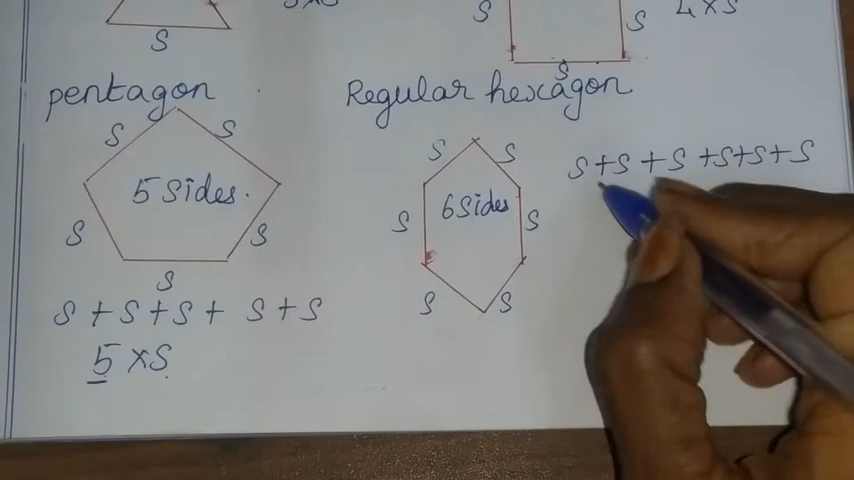 S
S
S
4 x S
S
pentagon
S
S
5 Sides.
S
S
S
S + S + S + S + S
5 x S
Regular hexagon
S
S
S
6 Sides
S
S
S
S + S + S + S + S + S